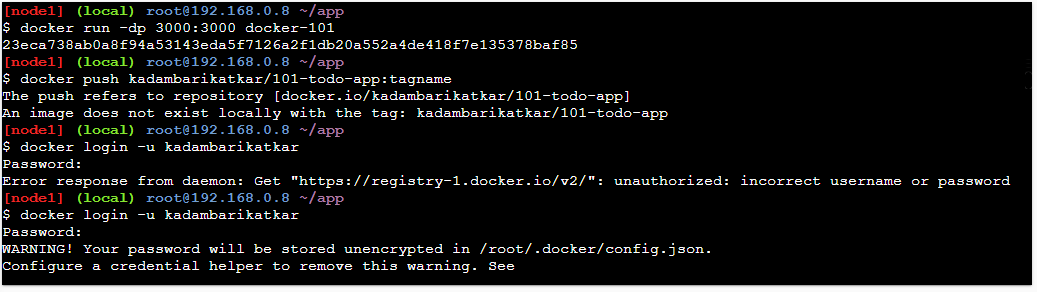 [node1] (local) root@192.168.0.8 ~/app
$ docker run -dp 3000:3000 docker-101
23eca738ab0a8f94a53143eda5f7126a2f1db20a552a4de418f7e135378baf85
[node1] (local) root@192.168.0.8 ~/app
$ docker push kadambarikatkar/101-todo-app:tagname
The push refers to repository [docker.io/kadambarikatkar/101-todo-app]
An image does not exist locally with the tag: kadambarikatkar/101-todo-app
[node1] (local) root@192.168.0.8 ~/app
$ docker login -u kadambarikatkar
Password:
Error response from daemon: Get "https://registry-1.docker.io/v2/": unauthorized: incorrect username or password
[node1] (local) root@192.168.0.8 ~/app
$ docker login -u kadambarikatkar
Password:
WARNING! Your password will be stored unencrypted in /root/.docker/config.json.
Configure a credential helper to remove this warning. See